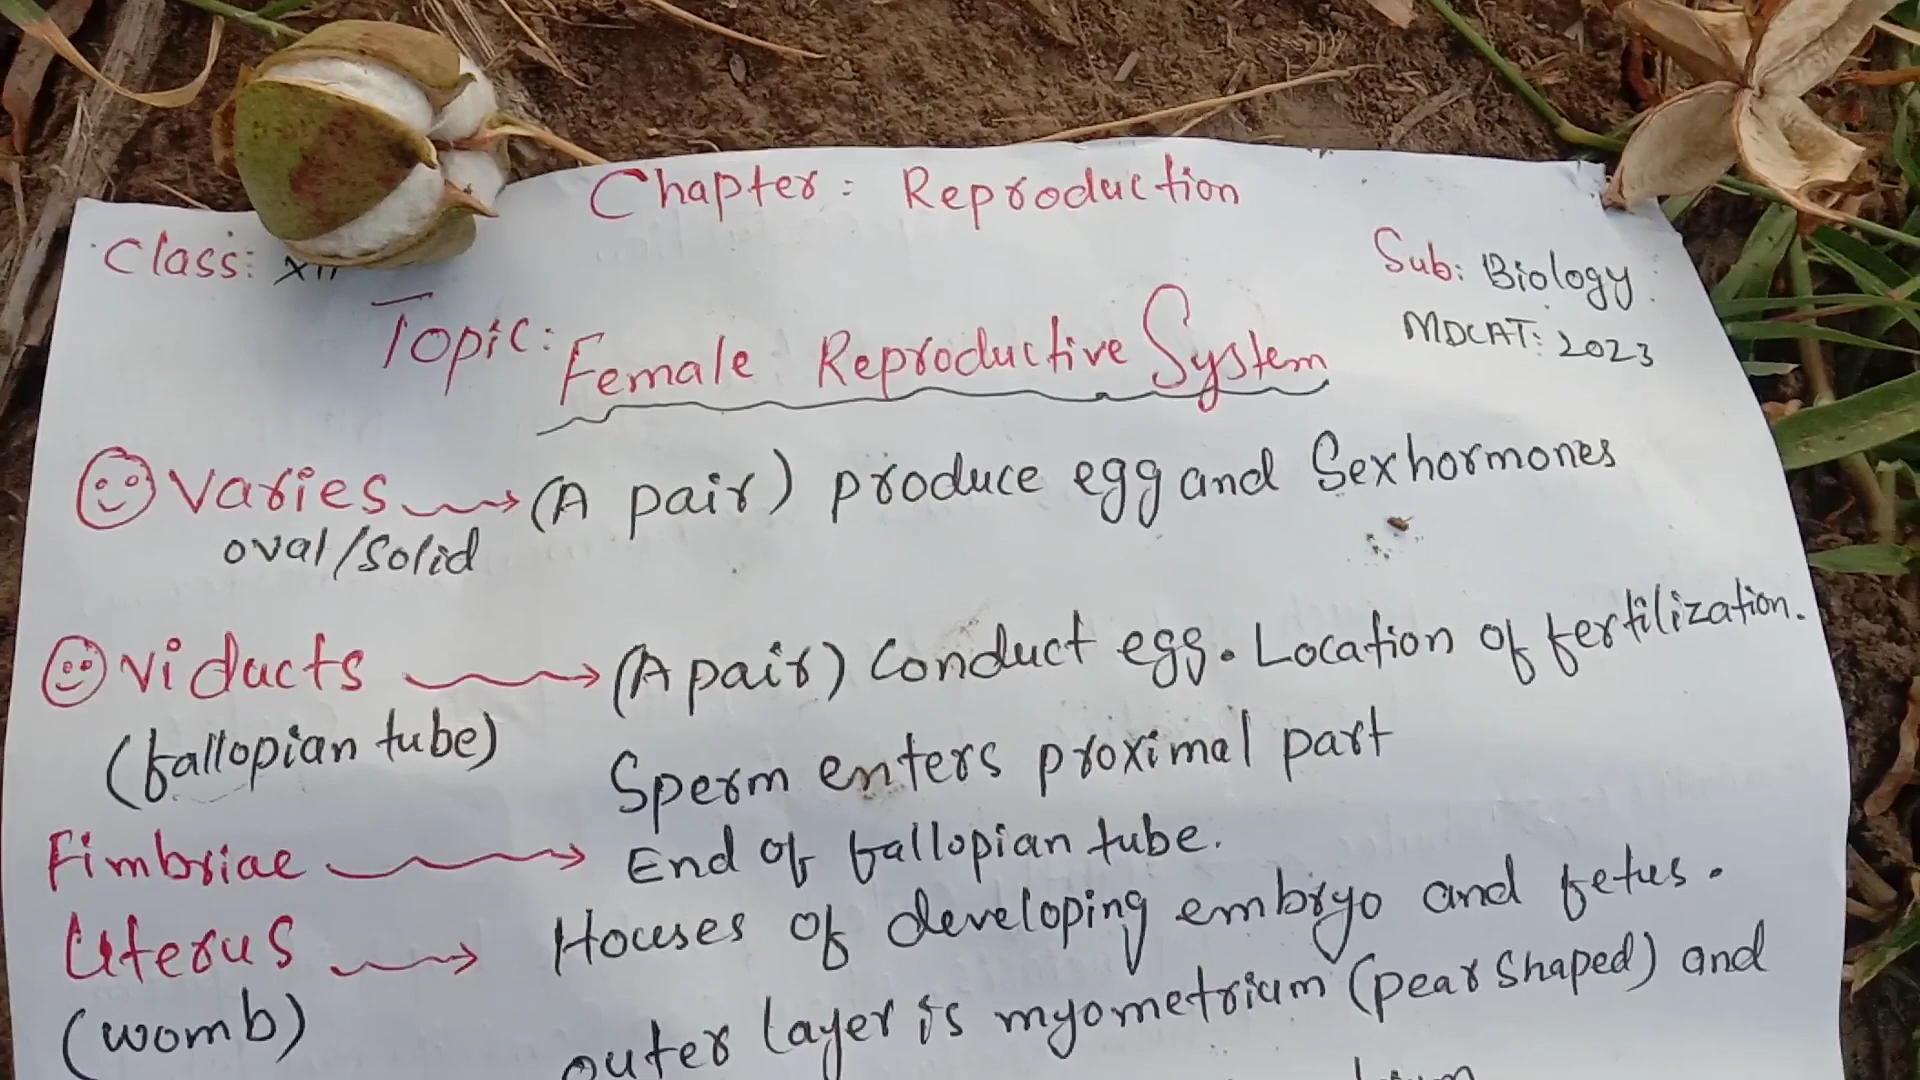 Chapter: Reproduction
Class: XII
Sub: Biology
MDCAT: 2023
Topic: Female Reproductive System
Ovaries → (A pair) produce egg and Sex hormones
oval/Solid
Oviducts → (A pair) Conduct egg. Location of fertilization.
(fallopian tube)
Sperm enters proximal part
Fimbriae → End of fallopian tube.
Uterus → Houses of developing embryo and fetus.
(womb)
outer layer is myometrium (pear Shaped) and